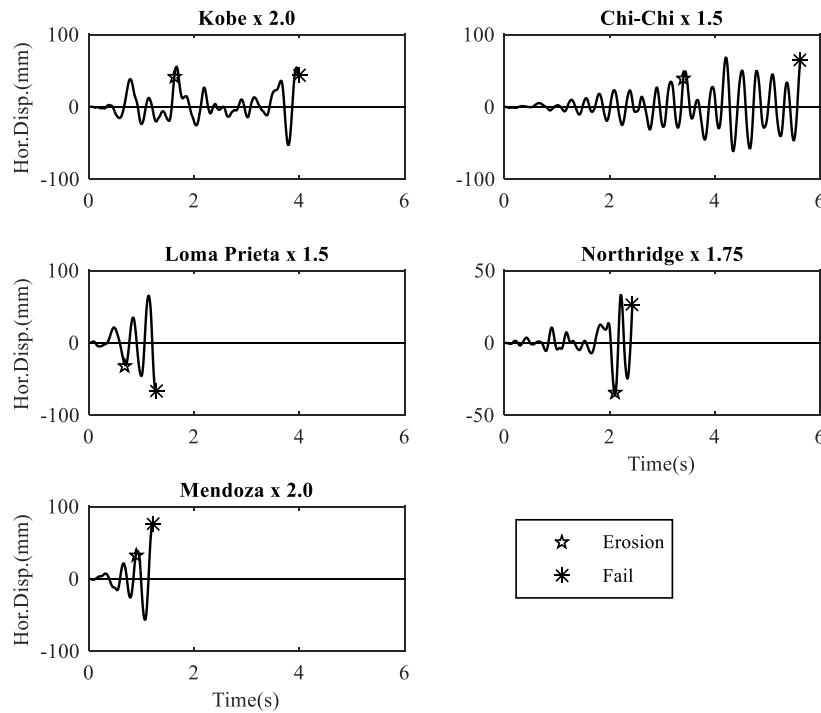 Kobe x 2.0
100
0
-100
Hor.Disp.(mm)
0 2 4 6
Chi-Chi x 1.5
100
0
-100
0 2 4 6
Loma Prieta x 1.5
100
0
-100
Hor.Disp.(mm)
0 2 4 6
Northridge x 1.75
50
0
-50
0 2 4 6
Time(s)
Mendoza x 2.0
100
0
-100
Hor.Disp.(mm)
0 2 4 6
Time(s)
Erosion
Fail